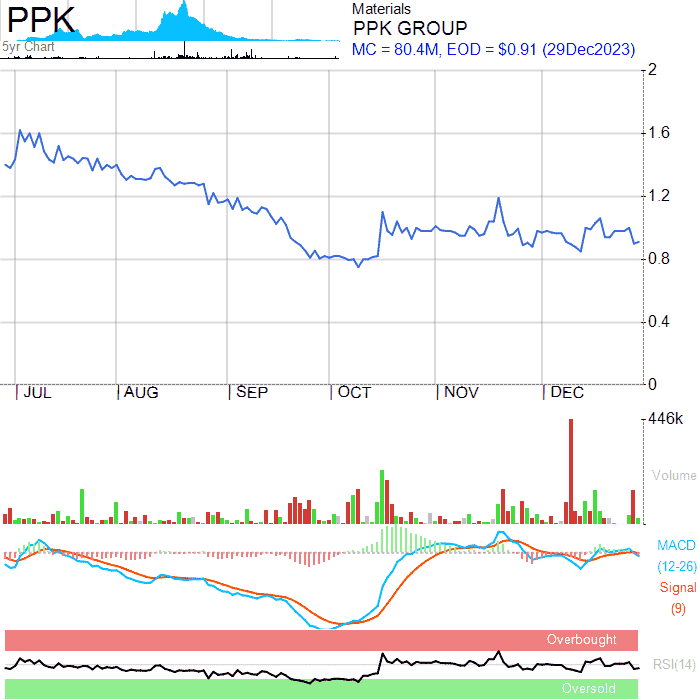 PPK
5yr Chart
Materials
PPK GROUP
MC = 80.4M, EOD = $0.91 (29Dec2023)
2
1.6
1.2
0.8
0.4
0
JUL AUG SEP OCT NOV DEC
446k
Volume
MACD
(12-26)
Signal
(9)
Overbought
RSI(14)
Oversold